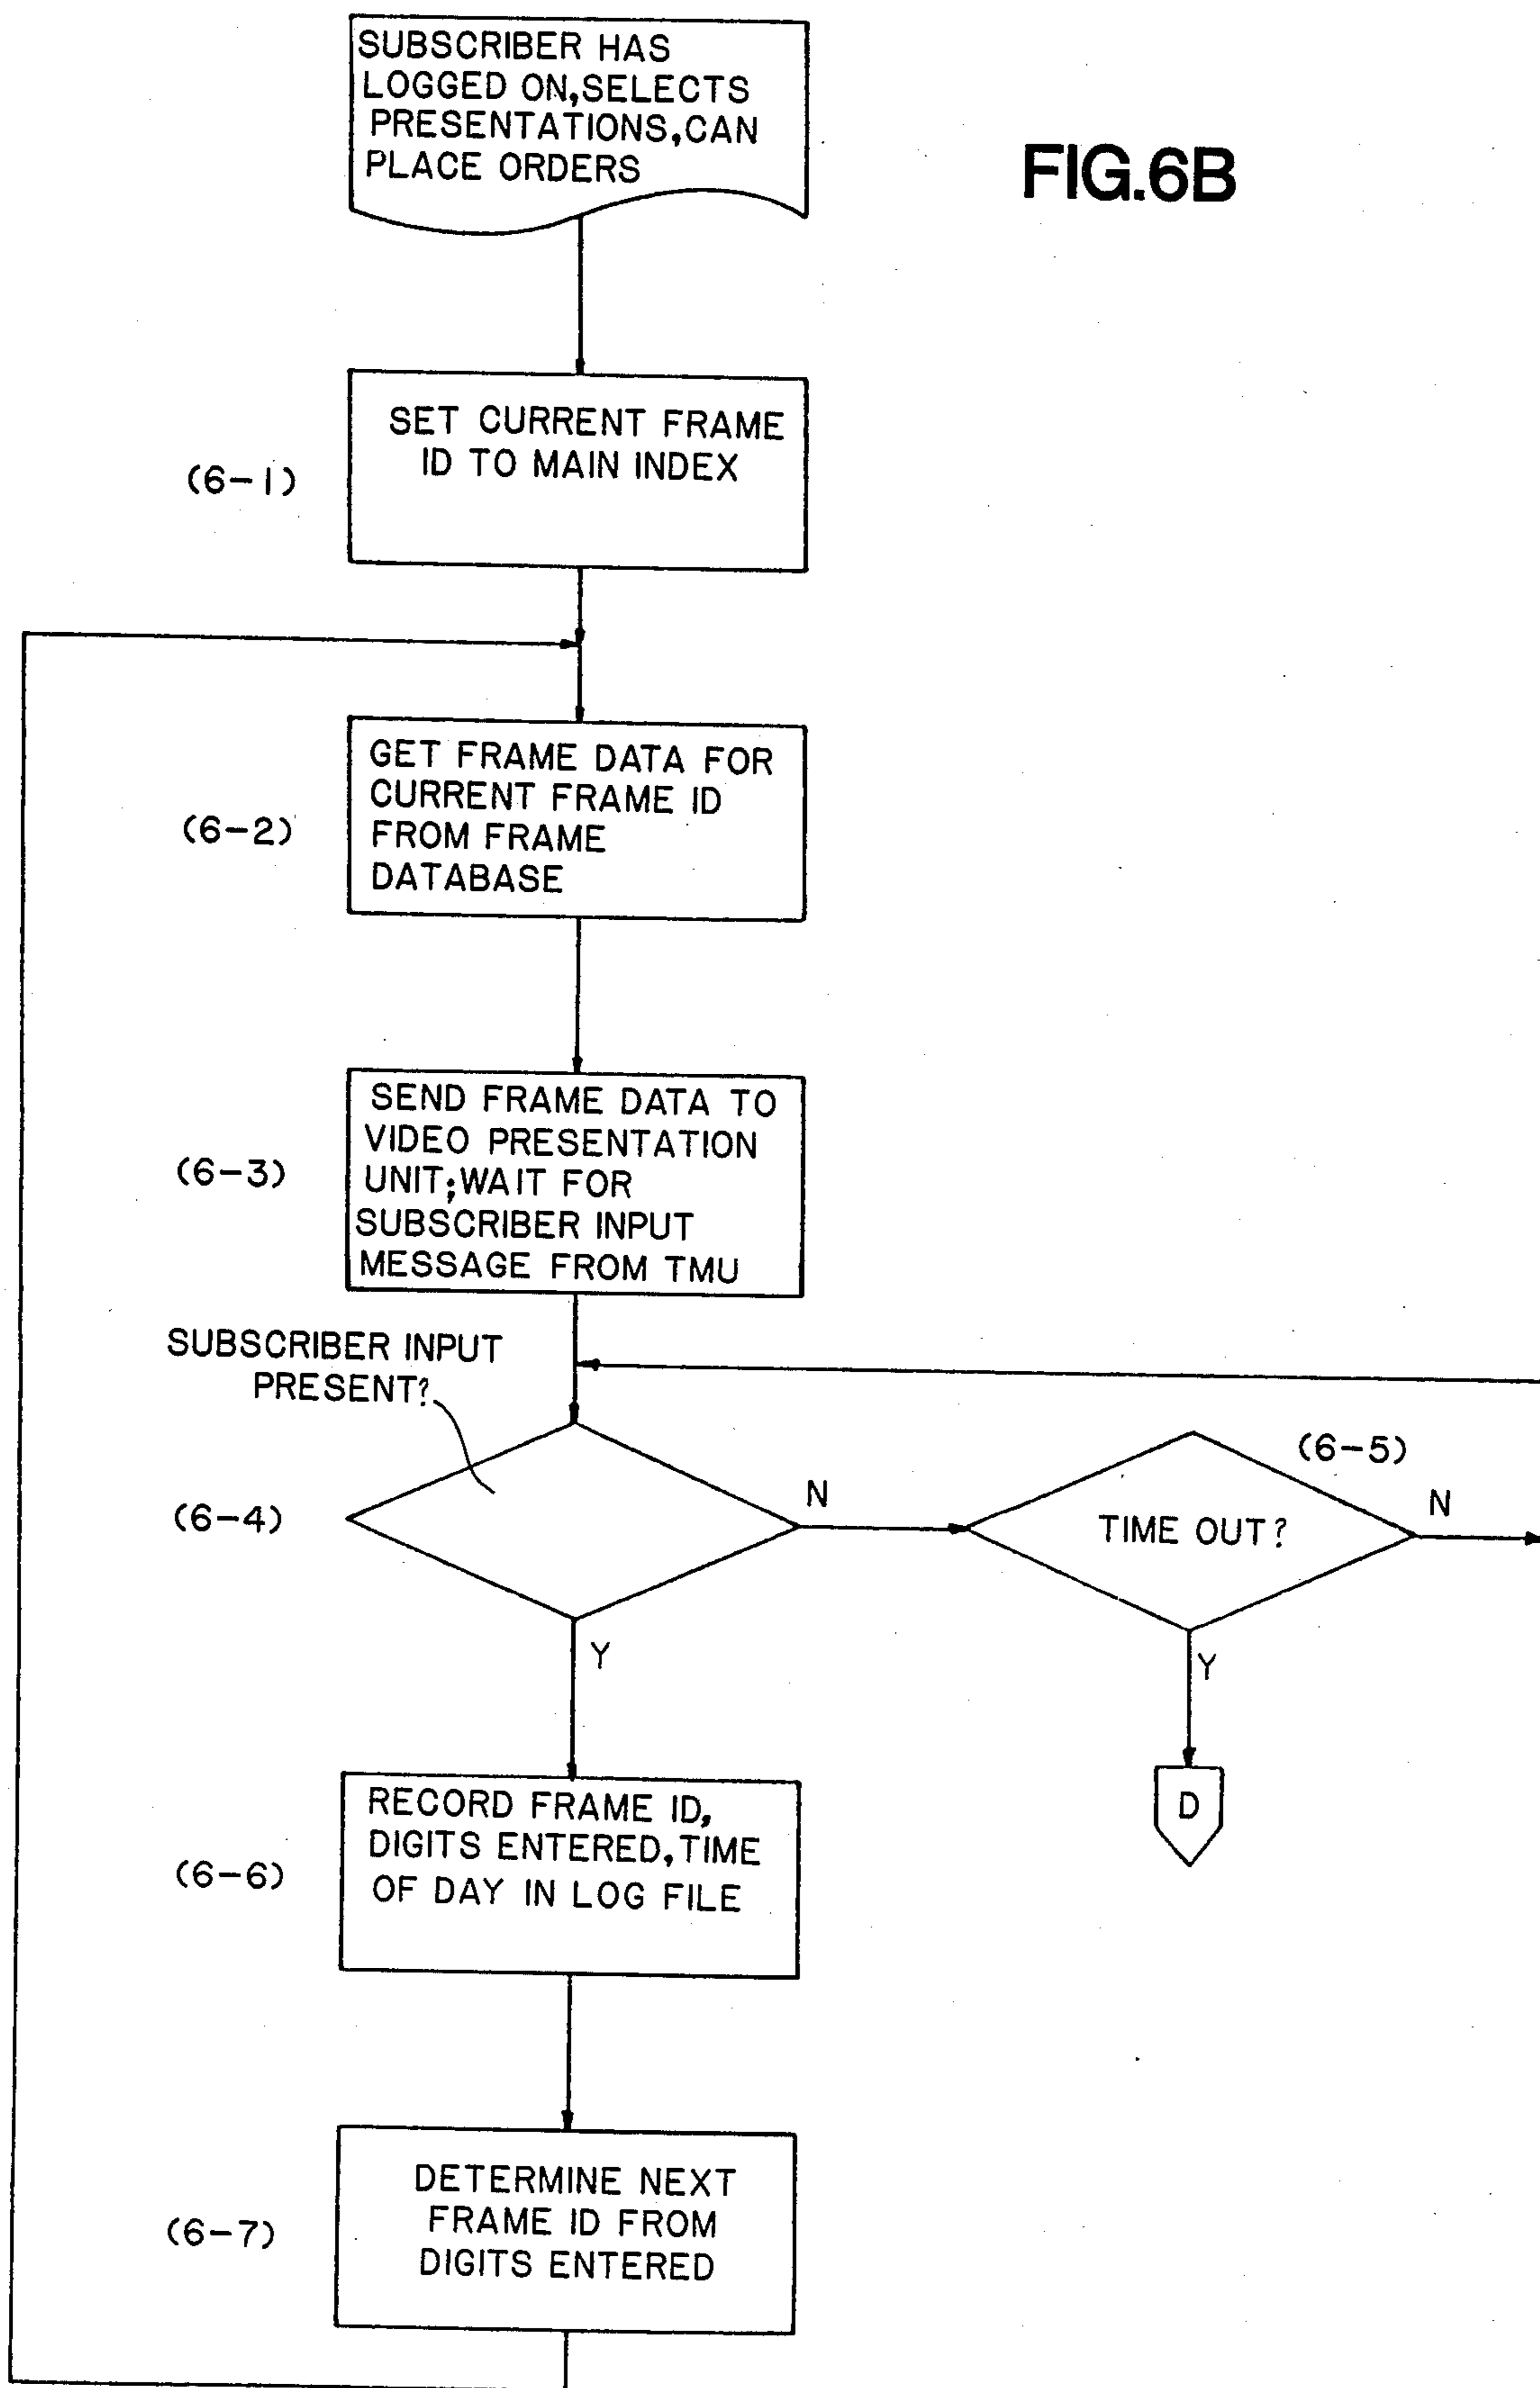 SUBSCRIBER HAS
LOGGED ON,SELECTS
PRESENTATIONS,CAN
PLACE ORDERS
FIG.6B
SET CURRENT FRAME
ID TO MAIN INDEX
(6-1)
GET FRAME DATA FOR
CURRENT FRAME ID
FROM FRAME
DATABASE
(6-2)
SEND FRAME DATA TO
VIDEO PRESENTATION
UNIT;WAIT FOR
SUBSCRIBER INPUT
MESSAGE FROM TMU
(6-3)
SUBSCRIBER INPUT
PRESENT?
(6-4)
N
(6-5)
TIME OUT?
N
Y
Y
D
RECORD FRAME ID,
DIGITS ENTERED,TIME
OF DAY IN LOG FILE
(6-6)
DETERMINE NEXT
FRAME ID FROM
DIGITS ENTERED
(6-7)